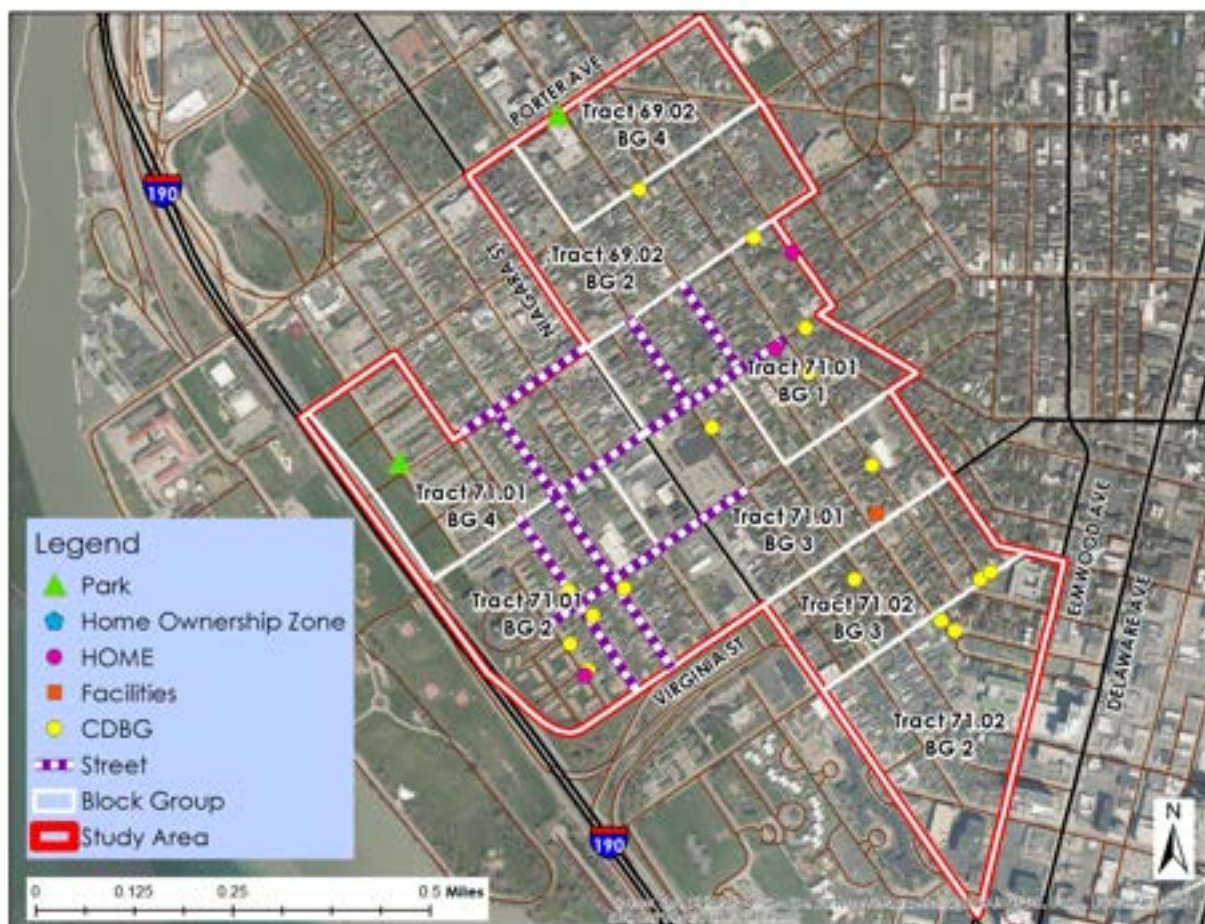 PORTER AVE
Tract 69.02
BG 4
190
Tract 69.02
BG 2
NIAGARA ST
Tract 71.01
BG 1
Tract 71.01
BG 4
Tract 71.01
BG 3
Tract 71.01
BG 2
Tract 71.02
BG 3
VIRGINIA ST
ELMWOOD AVE
DELAWARE AVE
Tract 71.02
BG 2
190
Legend
Park
Home Ownership Zone
HOME
Facilities
CDBG
Street
Block Group
Study Area
N
0 0.125 0.25 0.5 Miles